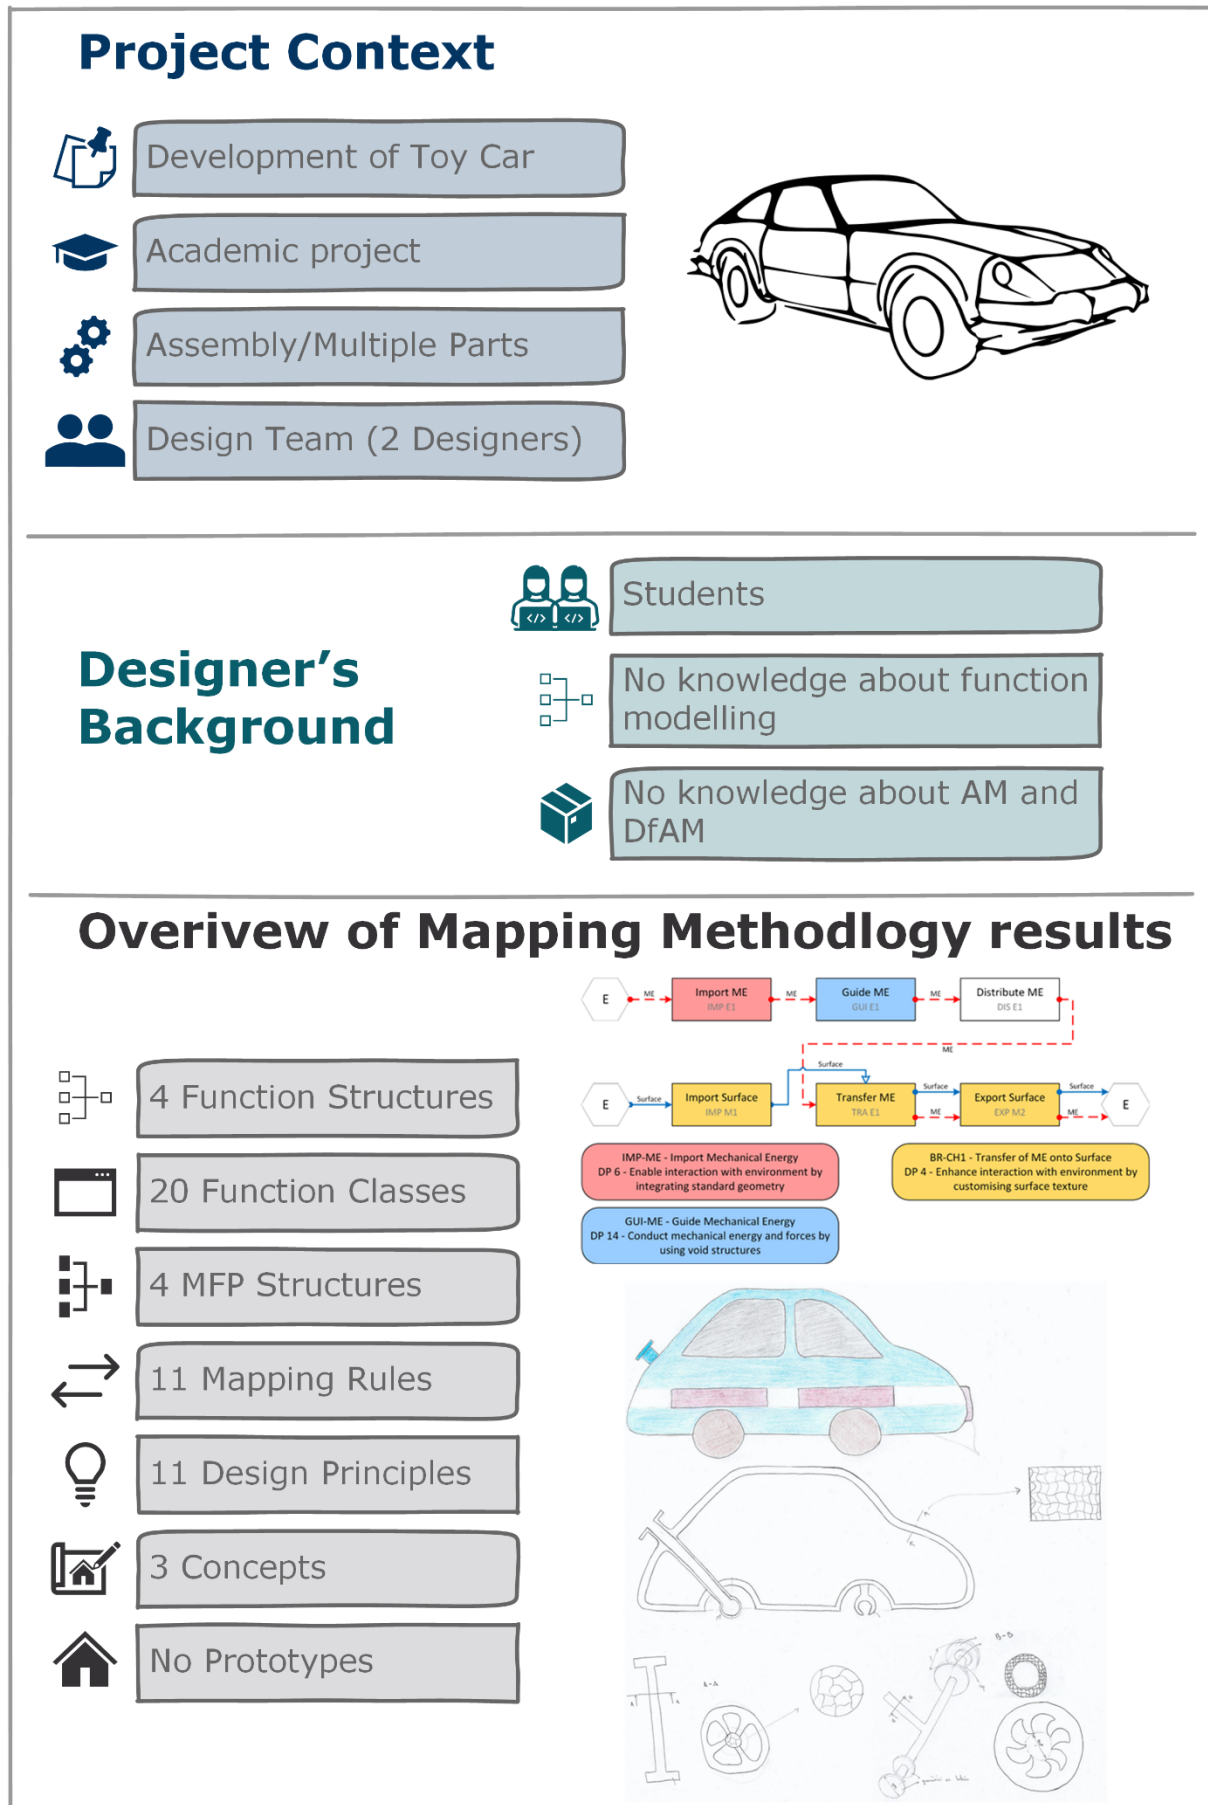 Project Context
Development of Toy Car
Academic project
Assembly/Multiple Parts
Design Team (2 Designers)
Designer's
Background
Students
No knowledge about function
modelling
No knowledge about AM and
DfAM
Overivew of Mapping Methodlogy results
4 Function Structures
20 Function Classes
4 MFP Structures
11 Mapping Rules
11 Design Principles
3 Concepts
No Prototypes
E
ME
Import ME
IMP E1
ME
Guide ME
GUI E1
ME
Distribute ME
DIS E1
ME
E
Surface
Import Surface
IMP M1
Surface
Transfer ME
TRA E1
Surface
ME
Export Surface
EXP M2
Surface
ME
E
IMP-ME - Import Mechanical Energy
DP 6 - Enable interaction with environment by
integrating standard geometry
BR-CH1 - Transfer of ME onto Surface
DP 4 - Enhance interaction with environment by
customising surface texture
GUI-ME - Guide Mechanical Energy
DP 14 - Conduct mechanical energy and forces by
using void structures
A-A
B-B